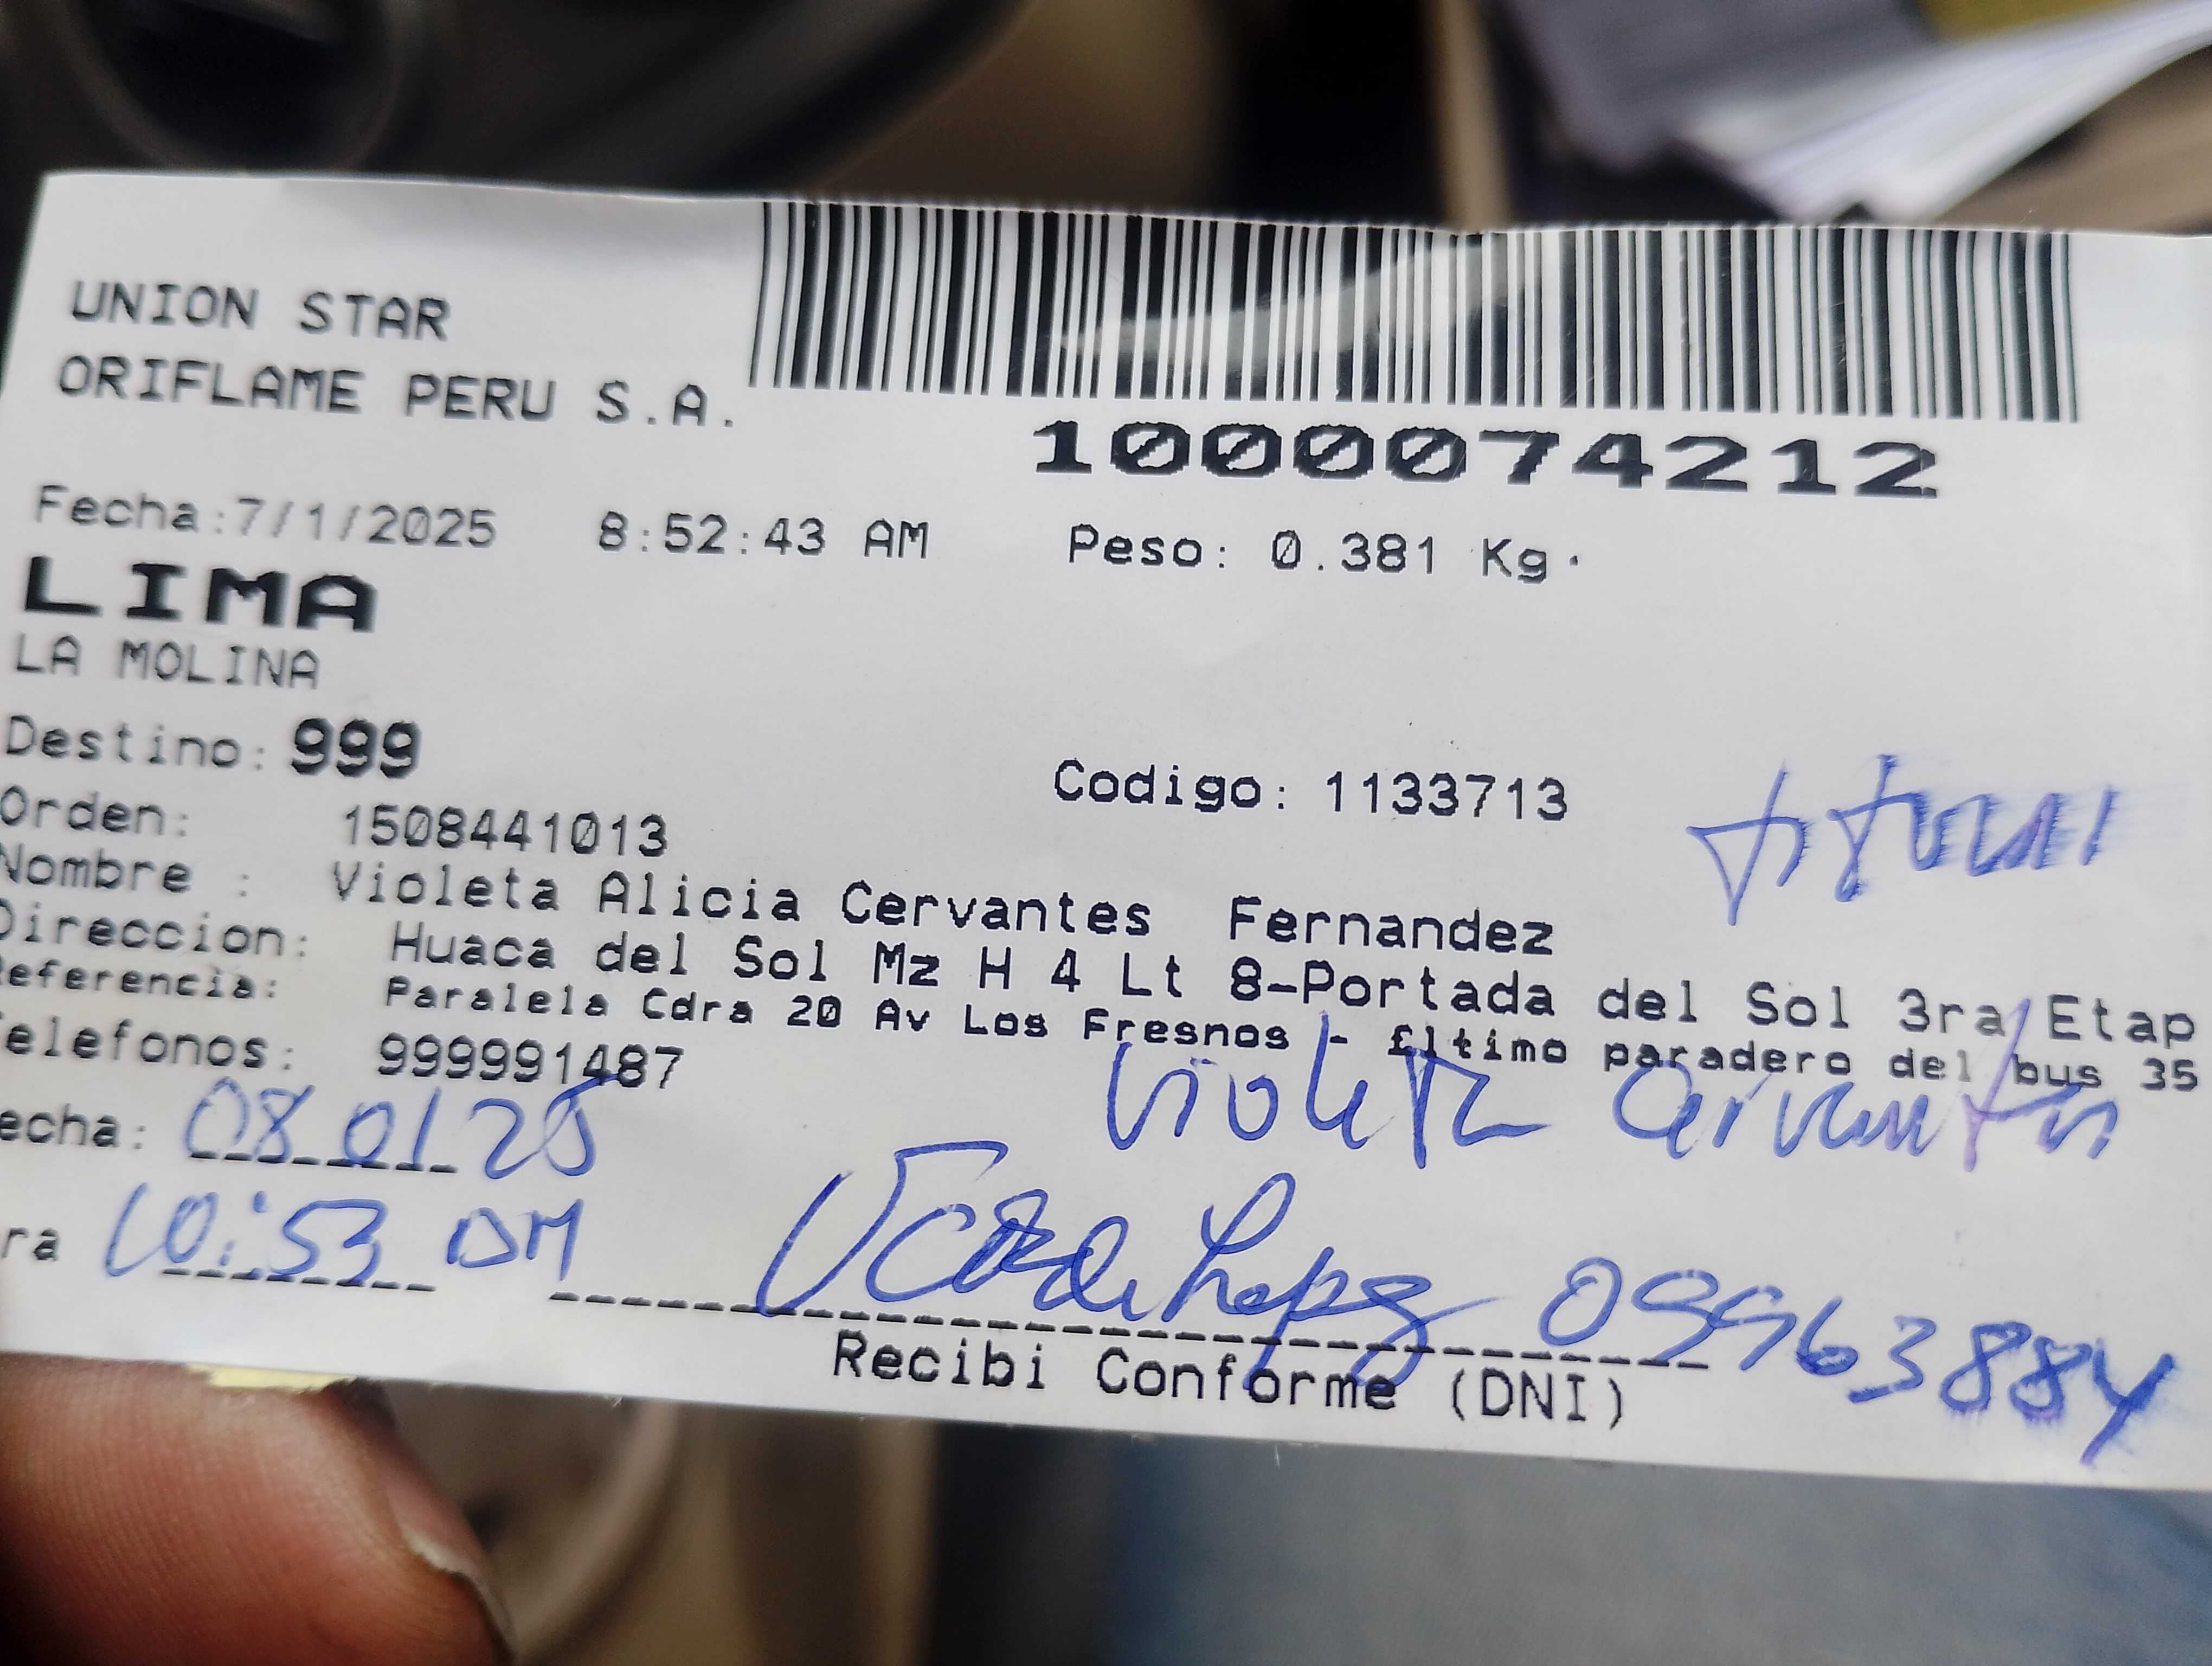 UNION STAR
ORIFLAME PERU S.A.
1000074212
Fecha:7/1/2025 8:52:43 AM Peso: 0.381 Kg.
LIMA
LA MOLINA
Destino: 999
Codigo: 1133713
Orden: 1508441013
Nombre : Violeta Alicia Cervantes Fernandez
Direccion: Huaca del Sol Mz H 4 Lt 8-Portada del Sol 3ra Etap
Referencia: Paralela Cdra 20 Av Los Fresnos - £ltimo paradero del bus 35
Telefonos: 999991487
Violeta Cervantes
echa: 08 01/25
ra 10:53 AM
09963884
Recibi Conforme (DNI)